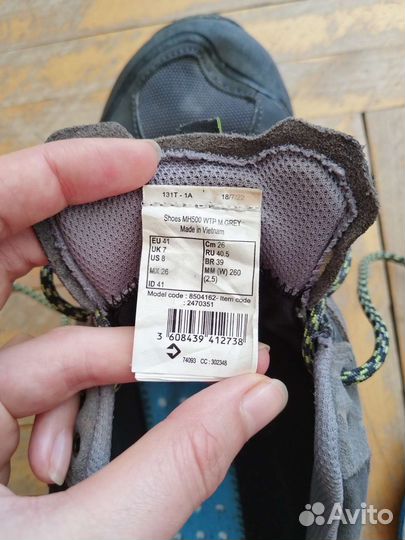 131T - 1A 18/7/22
Shoes MH500 WTP M GREY
Made in Vietnam
EU 41 Cm 26
UK 7 RU 40.5
US 8 BR 39
MX 26 MM (W) 260
(2,5)
ID 41
Model code : 8504162- Item code
: 2470351
3 608439 412738
74093 CC : 302348
Avito